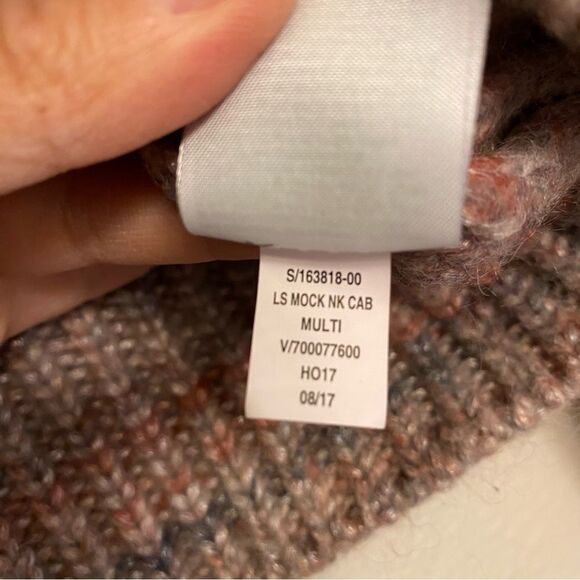 S/163818-00
LS MOCK NK CAB
MULTI
V/700077600
HO17
08/17